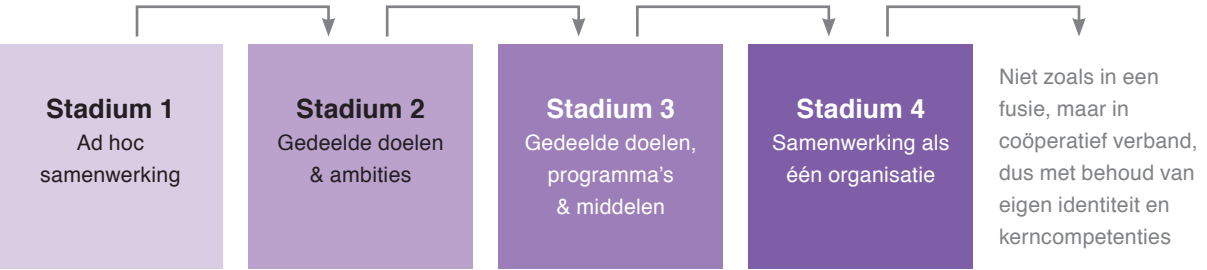 Stadium 1
Ad hoc
samenwerking
Stadium 2
Gedeelde doelen
& ambities
Stadium 3
Gedeelde doelen,
programma's
& middelen
Stadium 4
Samenwerking als
één organisatie
Niet zoals in een
fusie, maar in
coöperatief verband,
dus met behoud van
eigen identiteit en
kerncompetenties